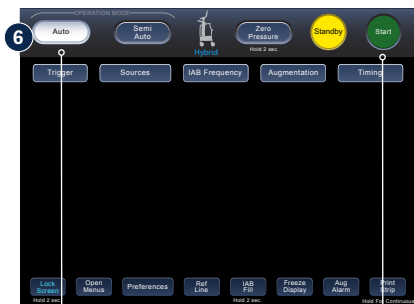 OPERATION MODE
6
Auto
Semi
Auto
Hybrid
Zero
Pressure
Hold 2 sec.
Standby
Start
Trigger
Sources
IAB Frequency
Augmentation
Timing
Lock
Screen
Hold 2 sec.
Open
Menus
Preferences
Ref
Line
IAB
Fill
Hold 2 sec.
Freeze
Display
Aug
Alarm
Print
Strip
Hold For Continuous